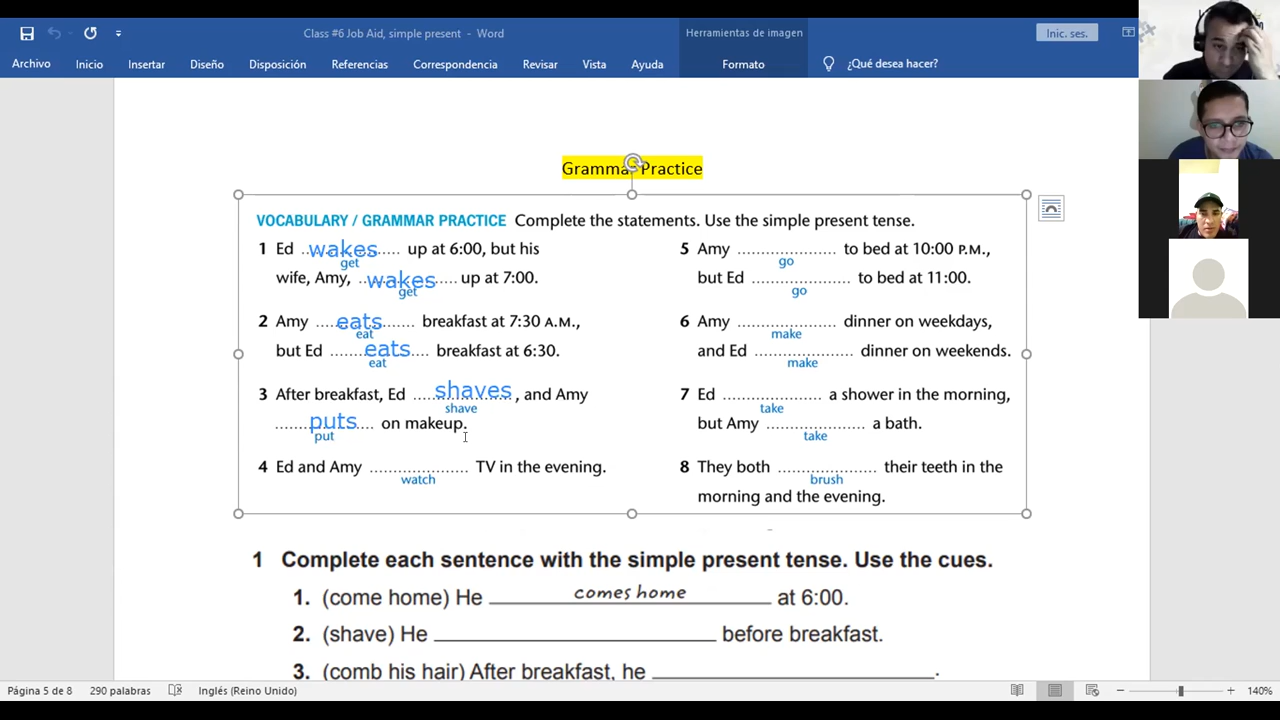 Class #6 Job Aid, simple present - Word
Herramientas de imagen
Inic. ses.
Archivo Inicio Insertar Diseño Disposición Referencias Correspondencia Revisar Vista Ayuda Formato ¿Qué desea hacer?
Grammar Practice
VOCABULARY / GRAMMAR PRACTICE Complete the statements. Use the simple present tense.
1 Ed wakes up at 6:00, but his
get
wife, Amy, wakes up at 7:00.
get
2 Amy eats breakfast at 7:30 A.M.,
eat
but Ed eats breakfast at 6:30.
eat
3 After breakfast, Ed shaves, and Amy
shave
puts on makeup.
put
4 Ed and Amy .................... TV in the evening.
watch
5 Amy .................... to bed at 10:00 P.M.,
go
but Ed .................... to bed at 11:00.
go
6 Amy .................... dinner on weekdays,
make
and Ed .................... dinner on weekends.
make
7 Ed .................... a shower in the morning,
take
but Amy .................... a bath.
take
8 They both .................... their teeth in the
brush
morning and the evening.
1 Complete each sentence with the simple present tense. Use the cues.
1. (come home) He comes home at 6:00.
2. (shave) He ____________________ before breakfast.
3. (comb his hair) After breakfast, he ____________________.
Página 5 de 8 290 palabras Inglés (Reino Unido) 140%